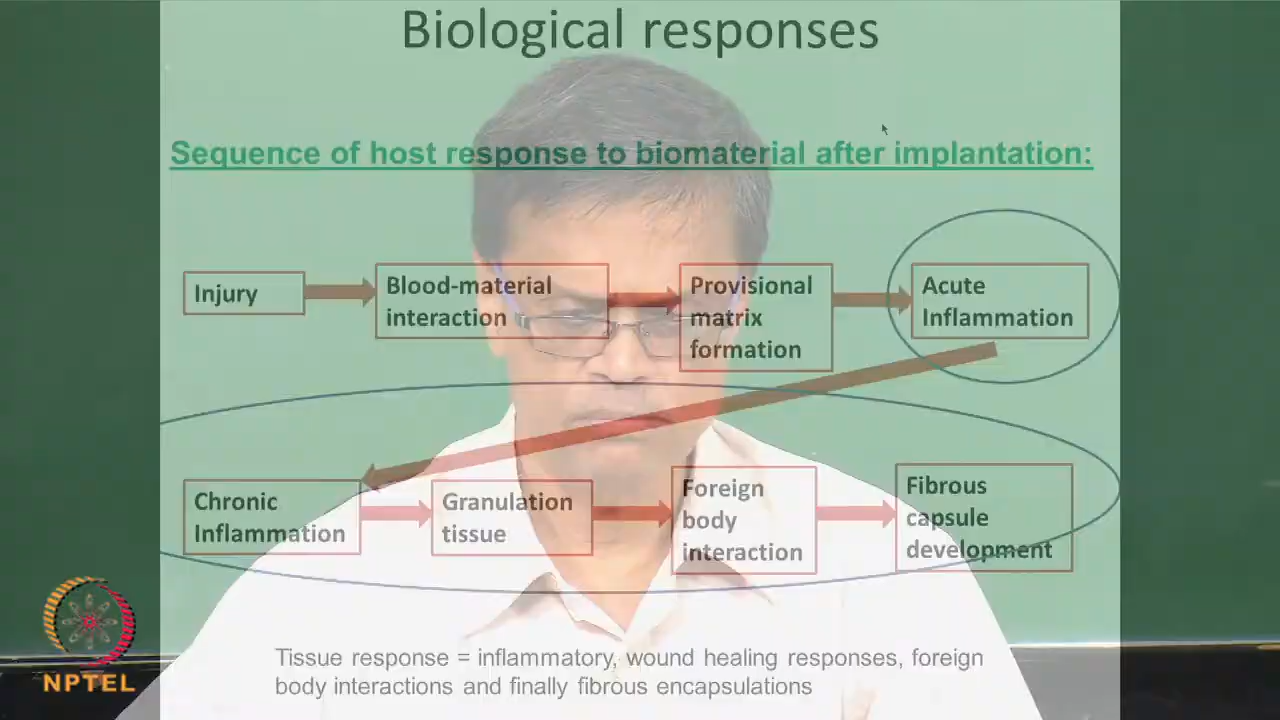 Biological responses
Sequence of host response to biomaterial after implantation:
Injury
Blood-material
interaction
Provisional
matrix
formation
Acute
Inflammation
Chronic
Inflammation
Granulation
tissue
Foreign
body
interaction
Fibrous
capsule
development
Tissue response = inflammatory, wound healing responses, foreign
body interactions and finally fibrous encapsulations
NPTEL